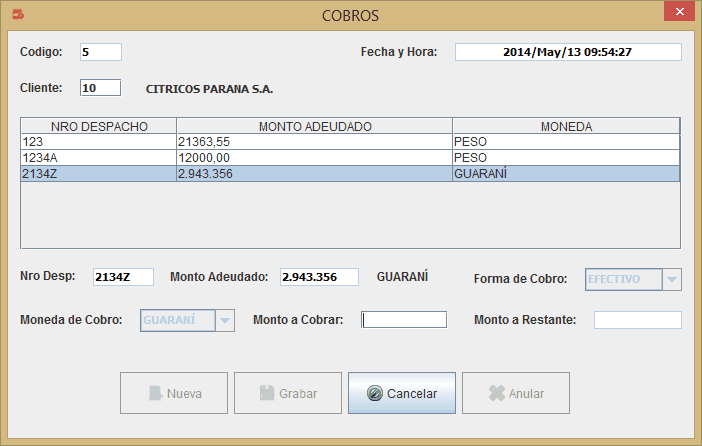 COBROS
Codigo: 5 Fecha y Hora: 2014/May/13 09:54:27
Cliente: 10 CITRICOS PARANA S.A.
NRO DESPACHO MONTO ADEUDADO MONEDA
123 21363,55 PESO
1234A 12000,00 PESO
2134Z 2.943.356 GUARANÍ
Nro Desp: 2134Z Monto Adeudado: 2.943.356 GUARANÍ Forma de Cobro: EFECTIVO
Moneda de Cobro: GUARANÍ Monto a Cobrar: Monto a Restante:
Nueva Grabar Cancelar Anular